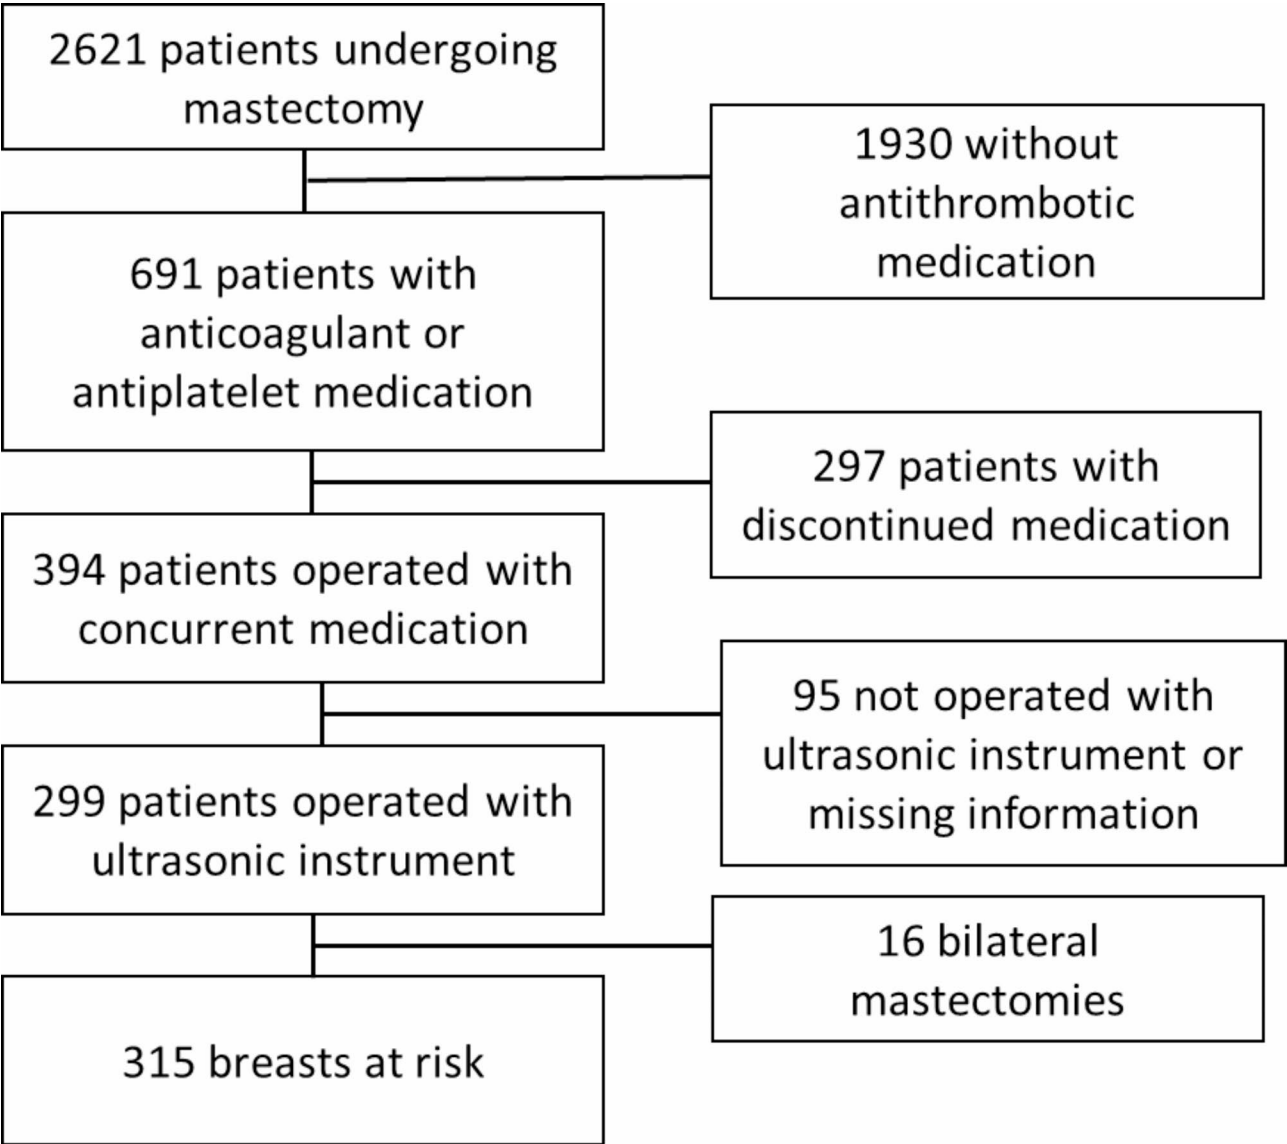 2621 patients undergoing
mastectomy
1930 without
antithrombotic
medication
691 patients with
anticoagulant or
antiplatelet medication
297 patients with
discontinued medication
394 patients operated with
concurrent medication
95 not operated with
ultrasonic instrument or
missing information
299 patients operated with
ultrasonic instrument
16 bilateral
mastectomies
315 breasts at risk